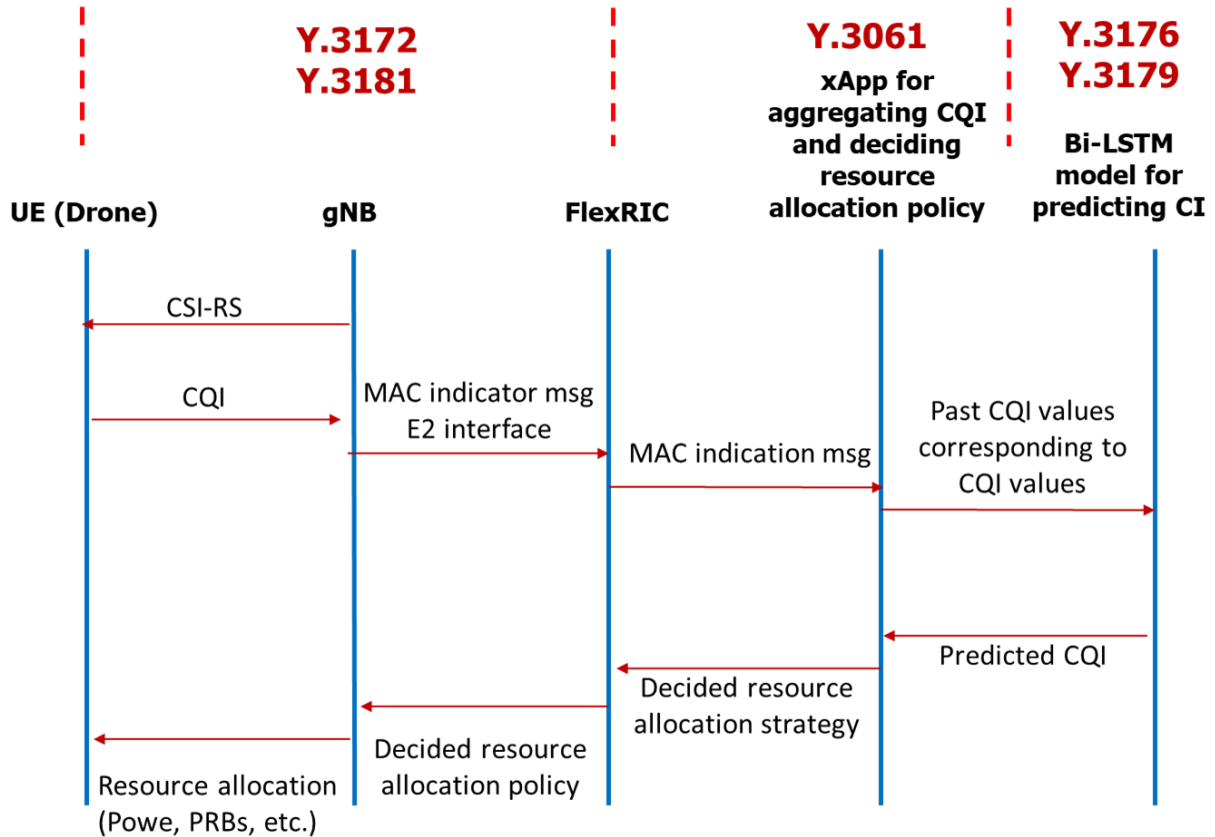 Y.3172
Y.3181
Y.3061
Y.3176
Y.3179
xApp for
aggregating CQI
and deciding
resource
allocation policy
Bi-LSTM
model for
predicting CI
UE (Drone)
gNB
FlexRIC
CSI-RS
CQI
MAC indicator msg
E2 interface
MAC indication msg
Past CQI values
corresponding to
CQI values
Predicted CQI
Decided resource
allocation strategy
Decided resource
allocation policy
Resource allocation
(Powe, PRBs, etc.)